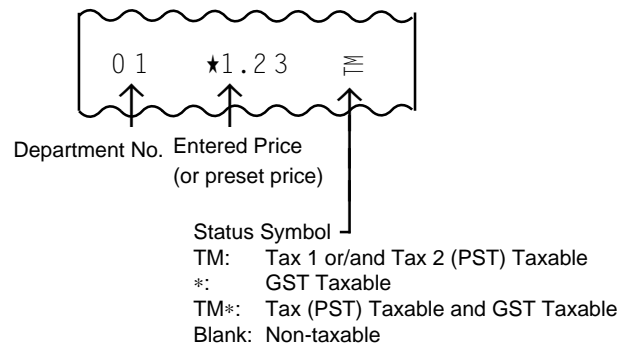 01 ★1.23 TM
Department No. Entered Price
(or preset price)
Status Symbol
TM: Tax 1 or/and Tax 2 (PST) Taxable
*: GST Taxable
TM*: Tax (PST) Taxable and GST Taxable
Blank: Non-taxable